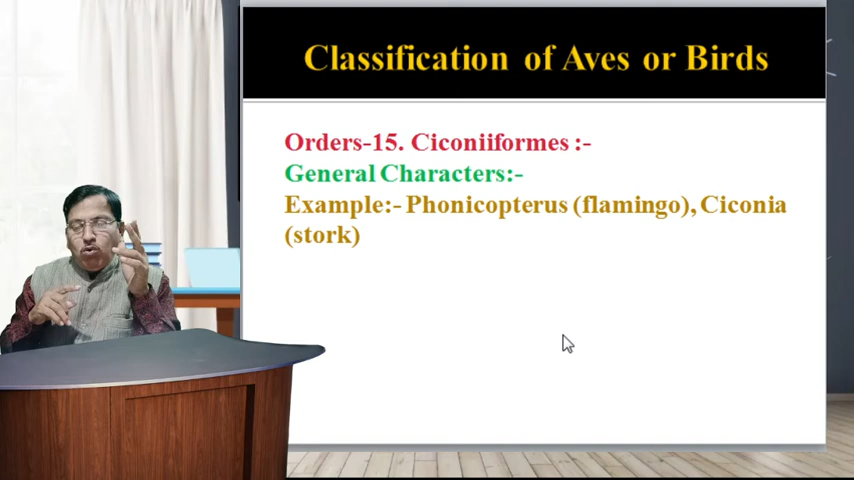 Classification of Aves or Birds
Orders-15. Ciconiiformes :-
General Characters:-
Example:- Phonicopterus (flamingo), Ciconia
(stork)